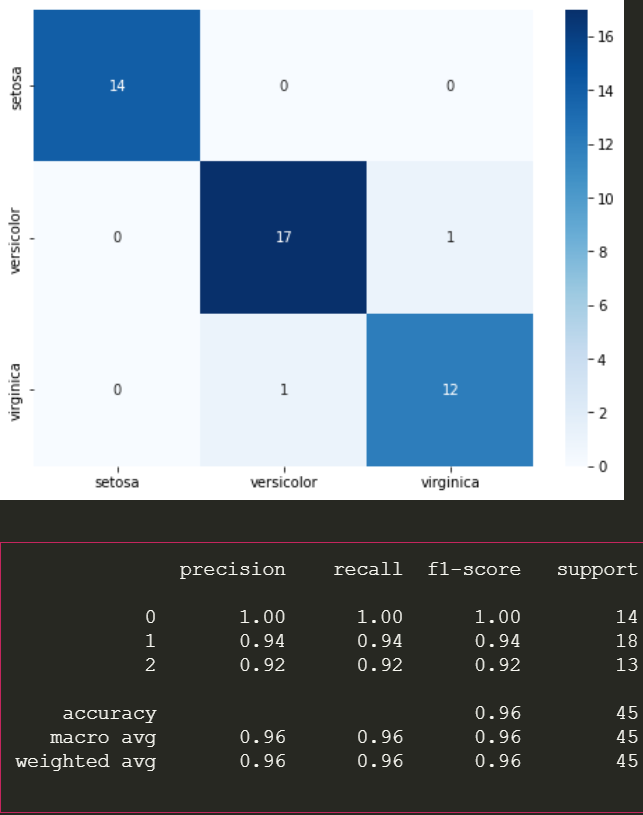 16
setosa 14 0 0
14
12
10
versicolor 0 17 1
8
6
4
virginica 0 1 12
2
0
setosa versicolor virginica
precision recall f1-score support
0 1.00 1.00 1.00 14
1 0.94 0.94 0.94 18
2 0.92 0.92 0.92 13
accuracy 0.96 45
macro avg 0.96 0.96 0.96 45
weighted avg 0.96 0.96 0.96 45